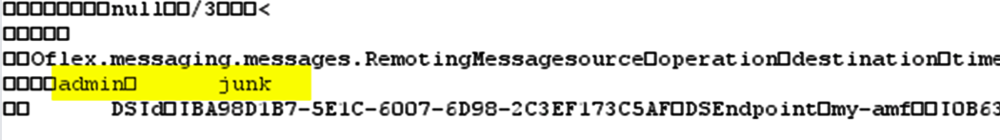 □□□□□□□□null□□/3□□□<
□□□□□
□□Oflex.messaging.messages.RemotingMessagesource□operation□destination□time
□□□□admin□ junk
□□ DSId□IBA98D1B7-5E1C-6007-6D98-2C3EF173C5AF□DSEndpoint□my-amf□□IOB63